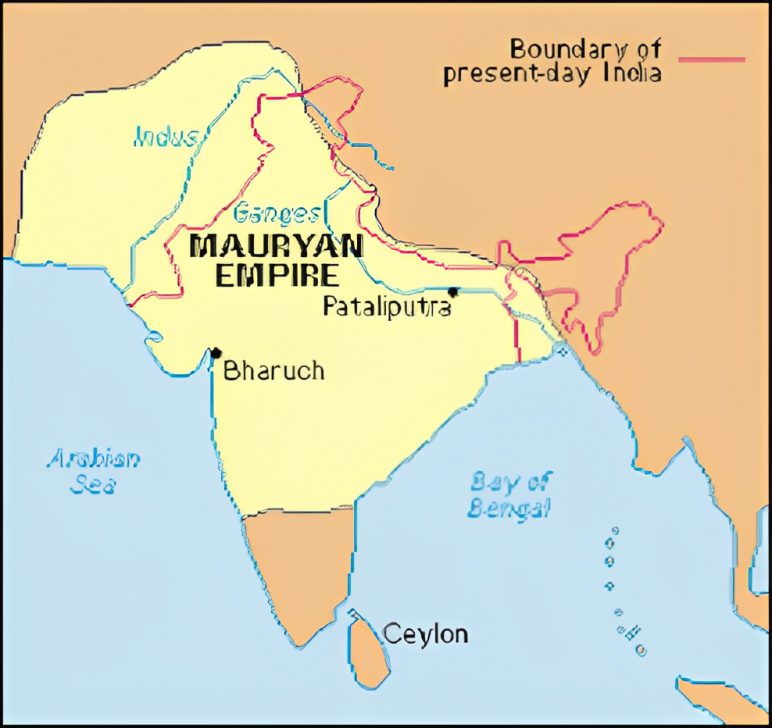 Boundary of
present-day India
Indus
Ganges
MAURYAN
EMPIRE
Pataliputra
Bharuch
Arabian
Sea
Bay of
Bengal
Ceylon